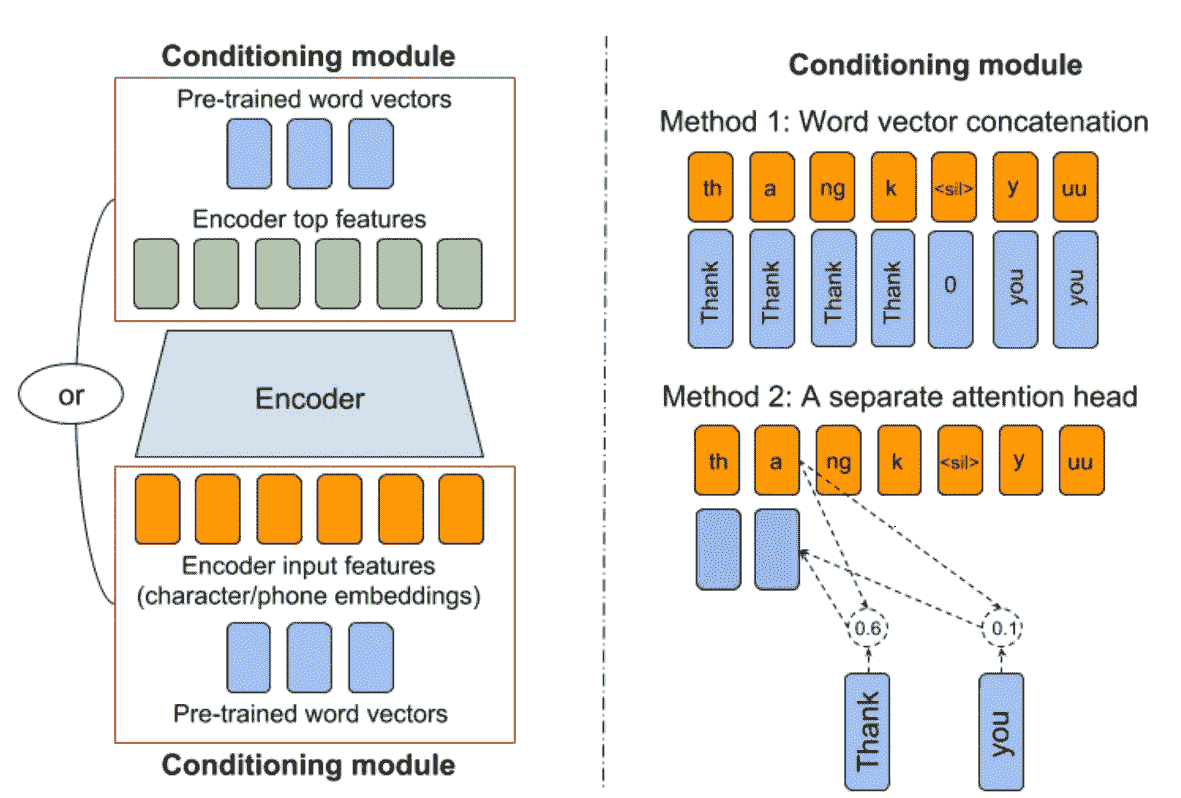 Conditioning module
Pre-trained word vectors
Encoder top features
or
Encoder
Encoder input features
(character/phone embeddings)
Pre-trained word vectors
Conditioning module
Conditioning module
Method 1: Word vector concatenation
th a ng k <sil> y uu
Thank Thank Thank Thank 0 you you
Method 2: A separate attention head
th a ng k <sil> y uu
0.6 0.1
Thank you